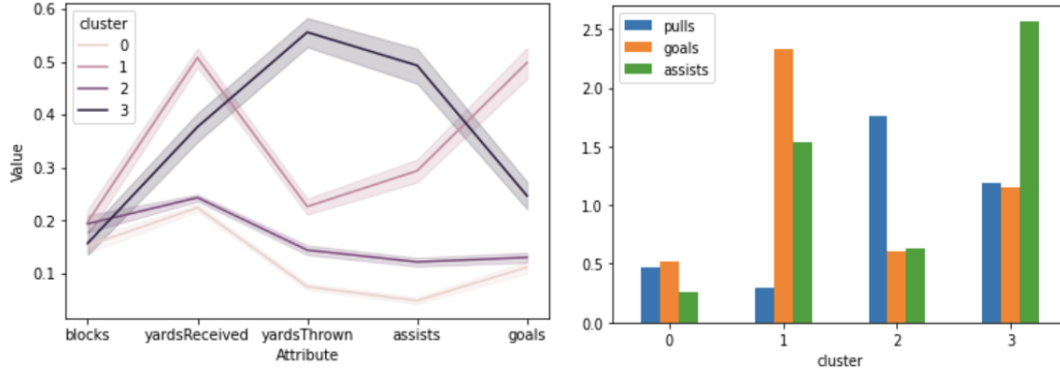 0.6
0.5
0.4
0.3
0.2
0.1
Value
cluster
0
1
2
3
blocks yardsReceived yardsThrown assists goals
Attribute
2.5
2.0
1.5
1.0
0.5
0.0
pulls
goals
assists
0 1 2 3
cluster